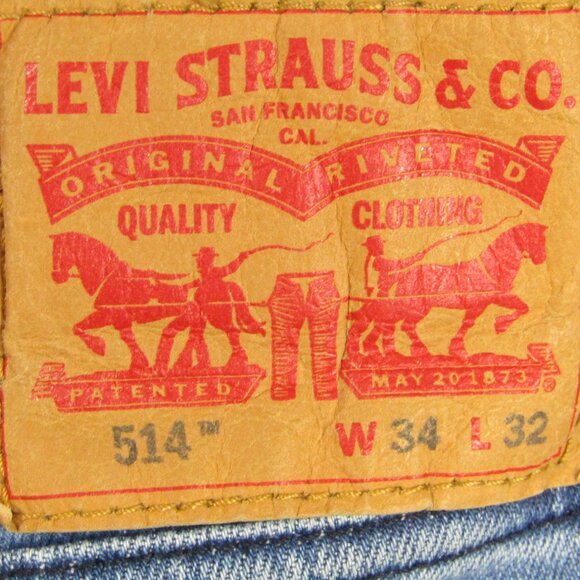 LEVI STRAUSS & CO.
SAN FRANCISCO
CAL.
ORIGINAL RIVETED
QUALITY CLOTHING
PATENTED MAY 20 1873 ®
514™ W 34 L 32